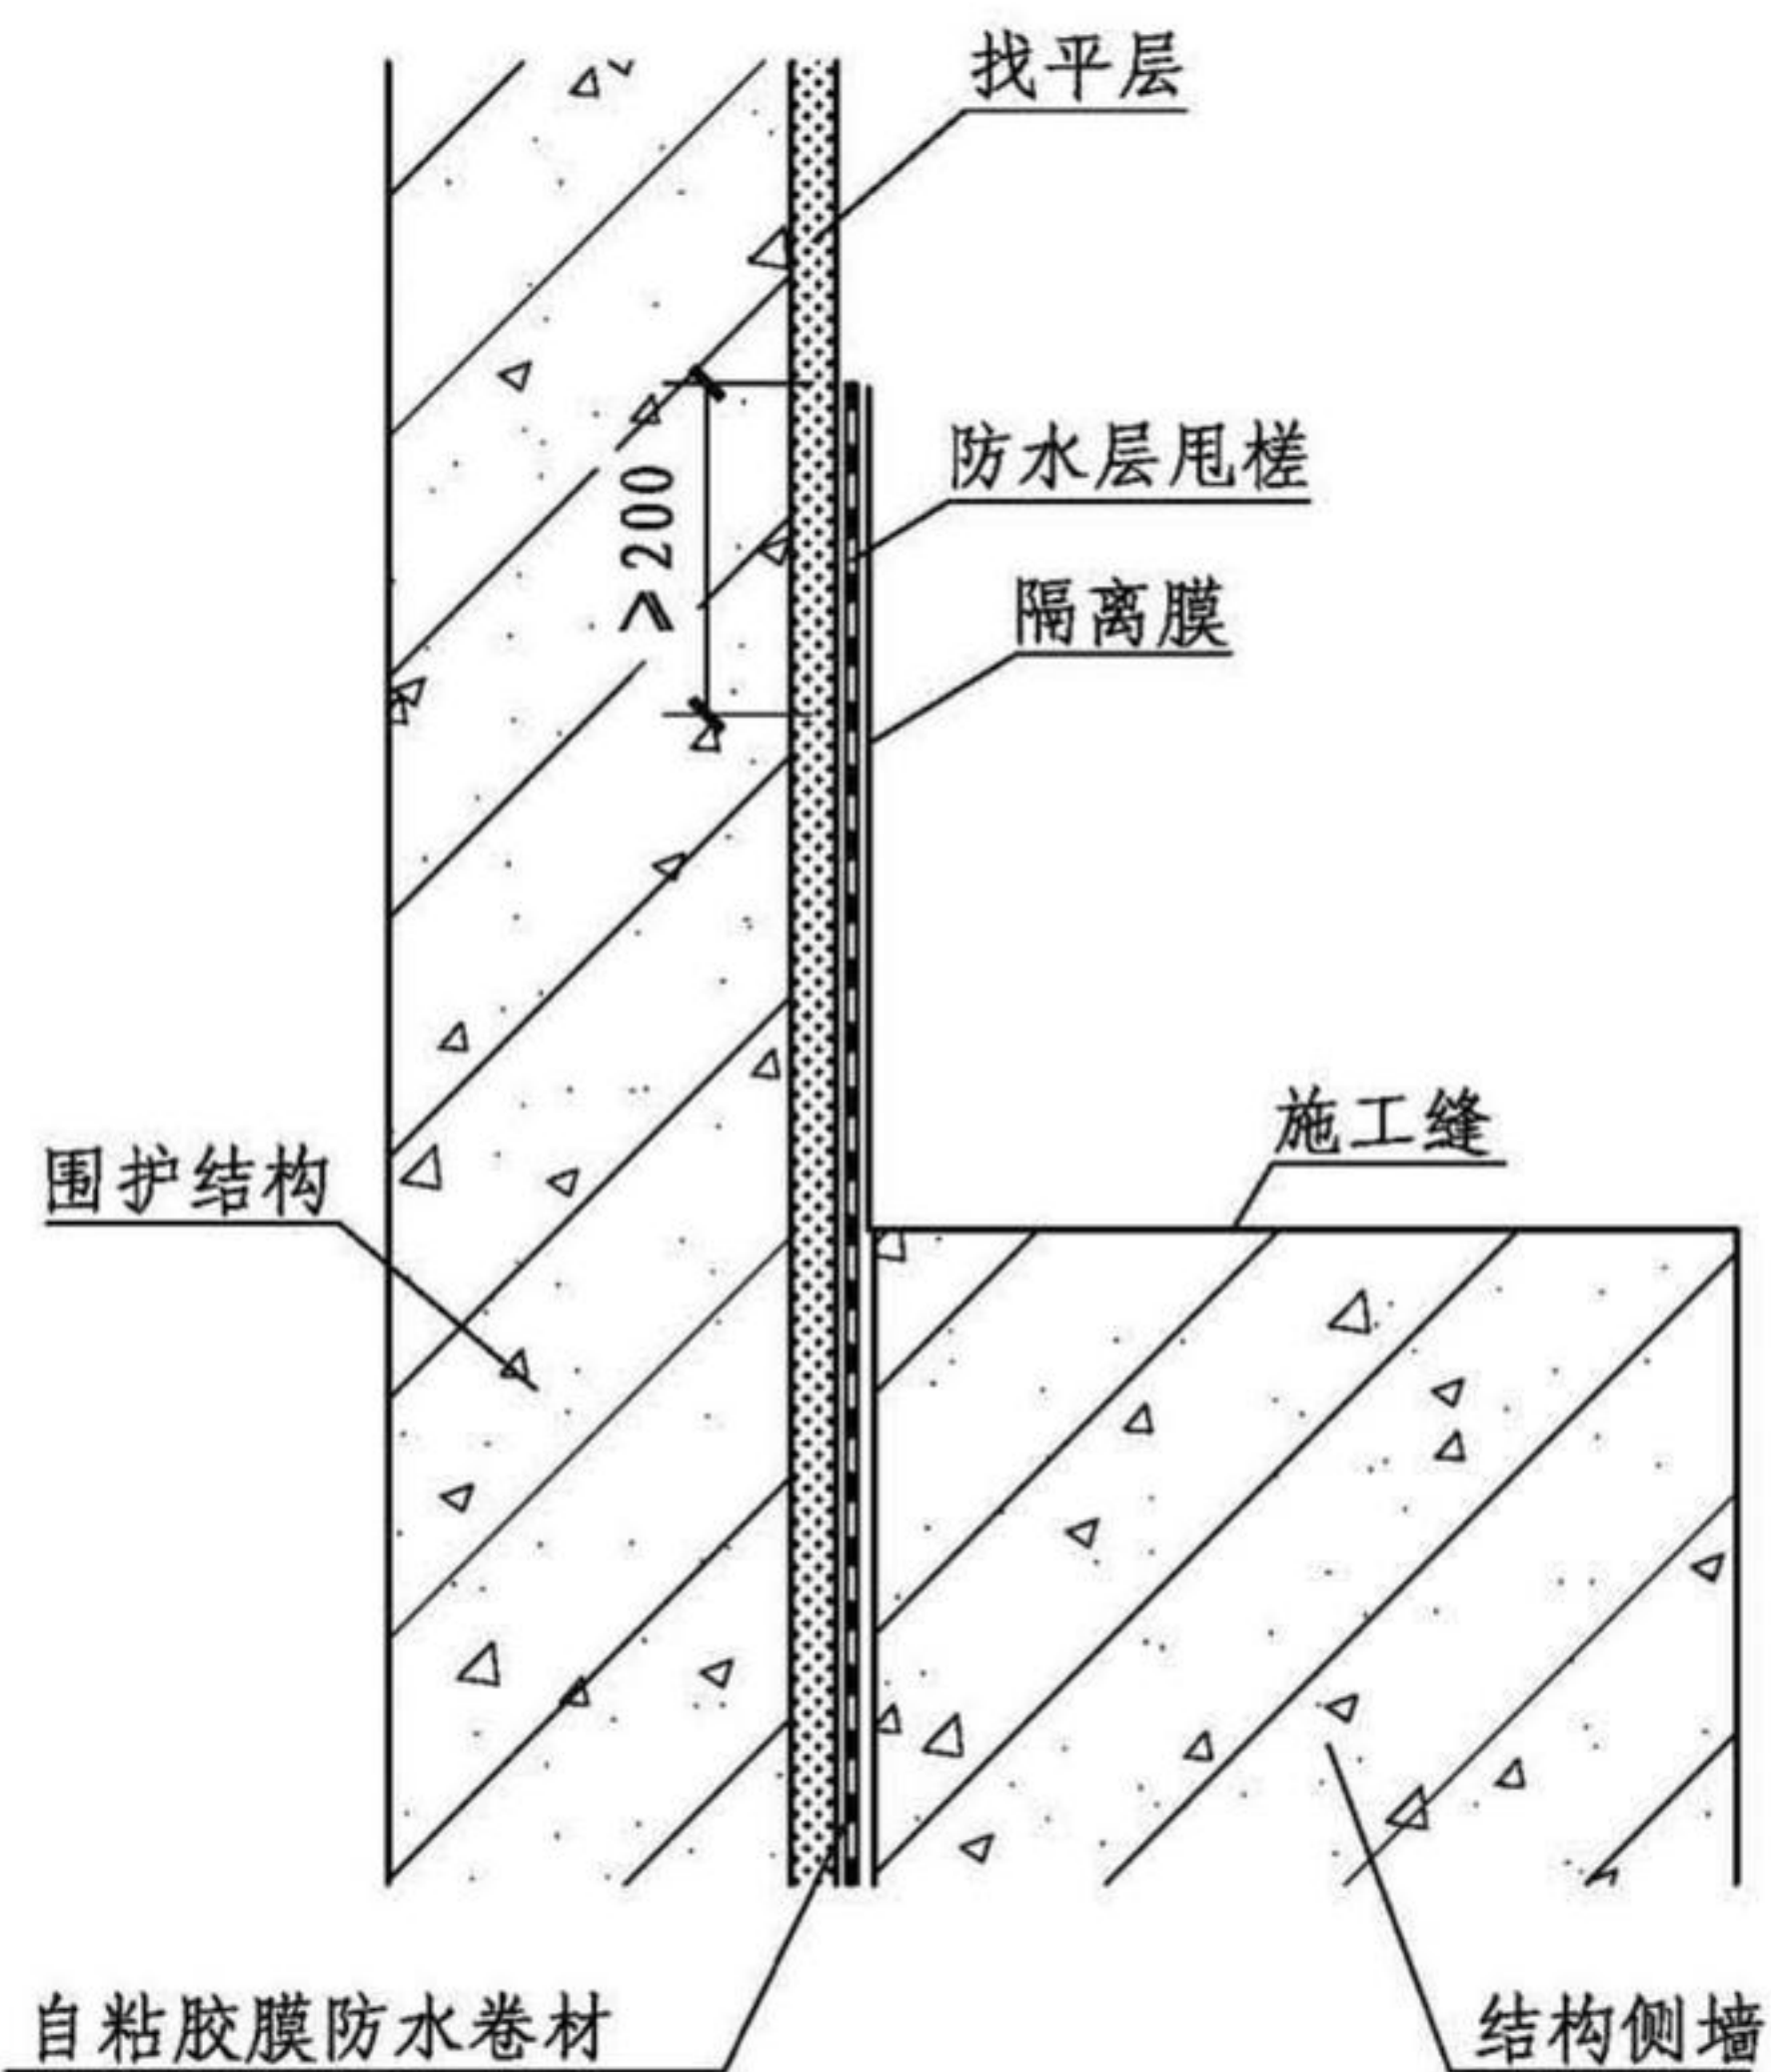 找平层
防水层甩槎
≥200
隔离膜
施工缝
围护结构
自粘胶膜防水卷材
结构侧墙